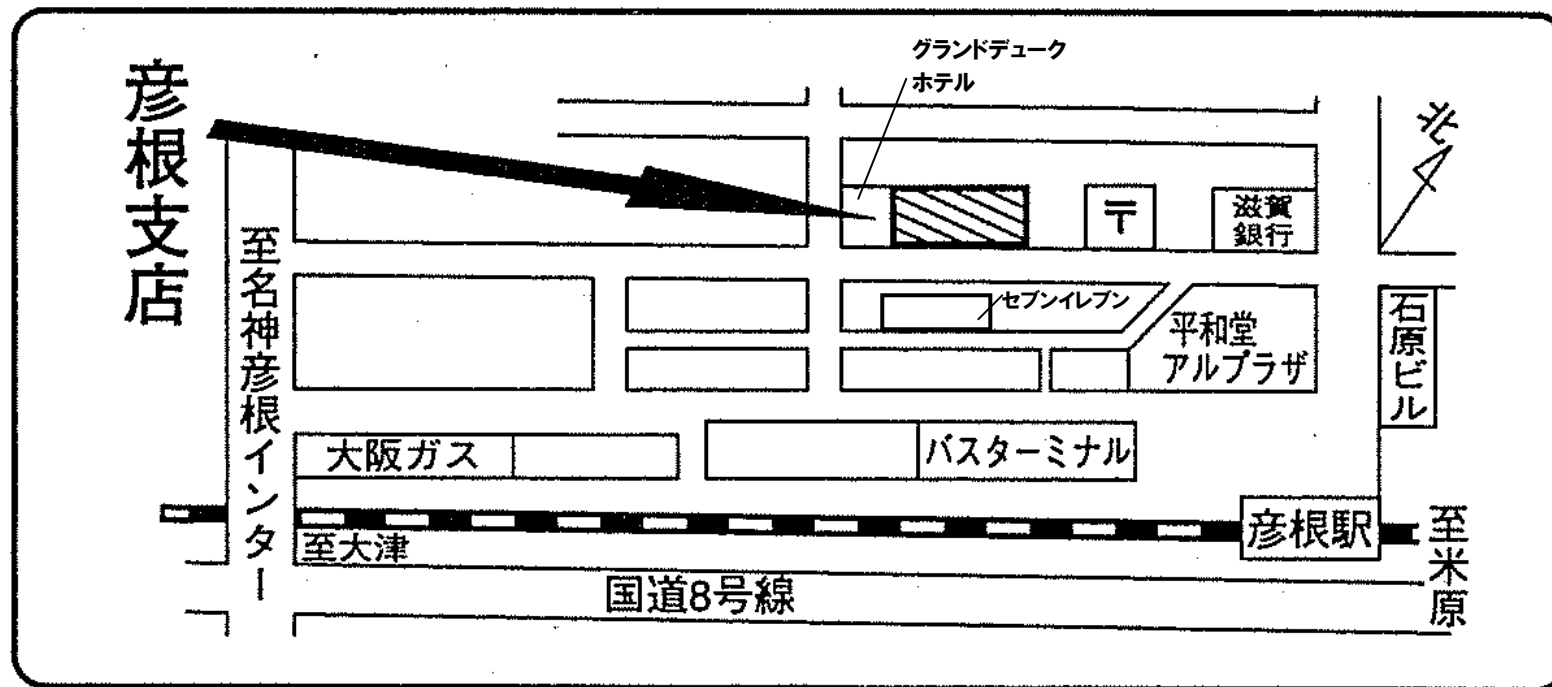 グランドデューク
ホテル
彦根支店
北
〒
滋賀
銀行
至名神彦根インター
セブンイレブン
平和堂
アルプラザ
石原ビル
大阪ガス
バスターミナル
彦根駅
至大津
至米原
国道8号線